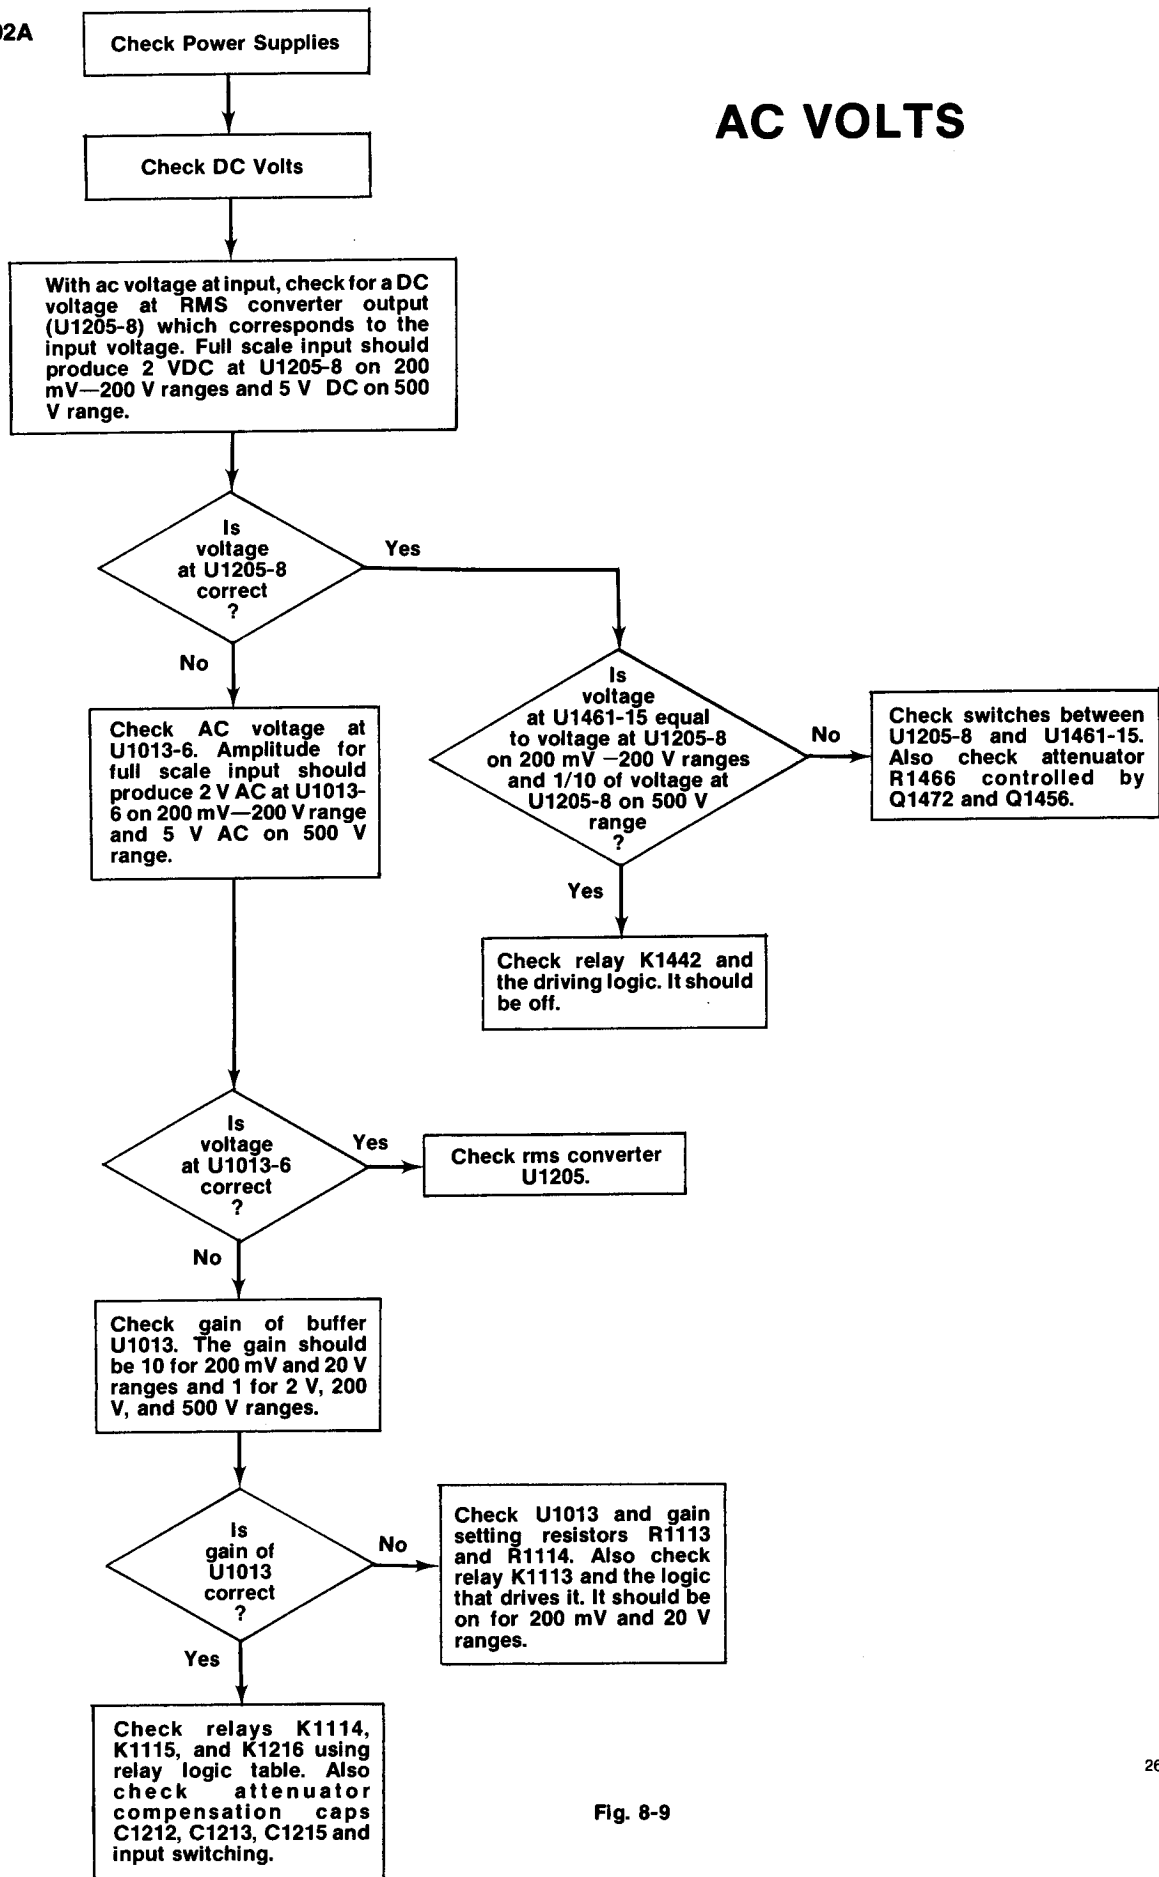 02A
Check Power Supplies
AC VOLTS
Check DC Volts
With ac voltage at input, check for a DC
voltage at RMS converter output
(U1205-8) which corresponds to the
input voltage. Full scale input should
produce 2 VDC at U1205-8 on 200
mV—200 V ranges and 5 V DC on 500
V range.
Is
voltage
at U1205-8
correct
?
Yes
No
Is
voltage
at U1461-15 equal
to voltage at U1205-8
on 200 mV —200 V ranges
and 1/10 of voltage at
U1205-8 on 500 V
range
?
No
Check switches between
U1205-8 and U1461-15.
Also check attenuator
R1466 controlled by
Q1472 and Q1456.
Yes
Check relay K1442 and
the driving logic. It should
be off.
Check AC voltage at
U1013-6. Amplitude for
full scale input should
produce 2 V AC at U1013-
6 on 200 mV—200 V range
and 5 V AC on 500 V
range.
Is
voltage
at U1013-6
correct
?
Yes
Check rms converter
U1205.
No
Check gain of buffer
U1013. The gain should
be 10 for 200 mV and 20 V
ranges and 1 for 2 V, 200
V, and 500 V ranges.
Is
gain of
U1013
correct
?
No
Check U1013 and gain
setting resistors R1113
and R1114. Also check
relay K1113 and the logic
that drives it. It should be
on for 200 mV and 20 V
ranges.
Yes
Check relays K1114,
K1115, and K1216 using
relay logic table. Also
check attenuator
compensation caps
C1212, C1213, C1215 and
input switching.
26
Fig. 8-9